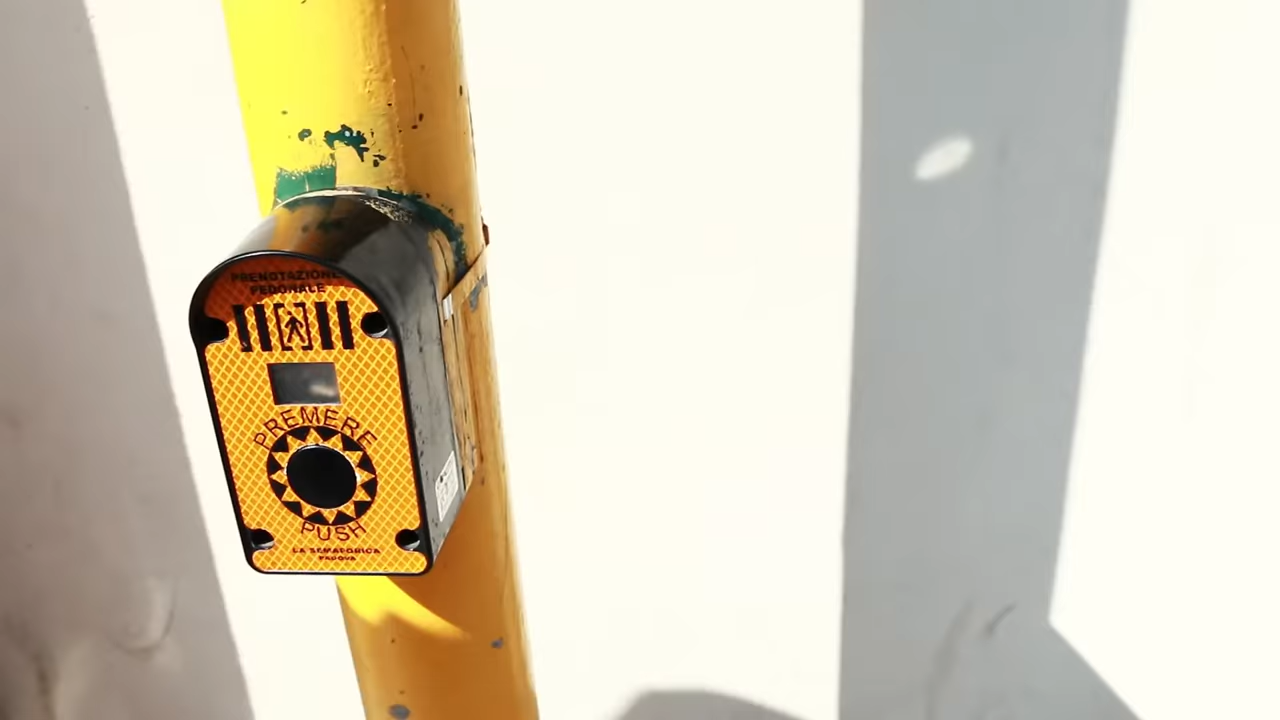 PRENOTAZIONE
PEDONALE
PREMERE
PUSH
LA SEMAFORICA
PADOVA